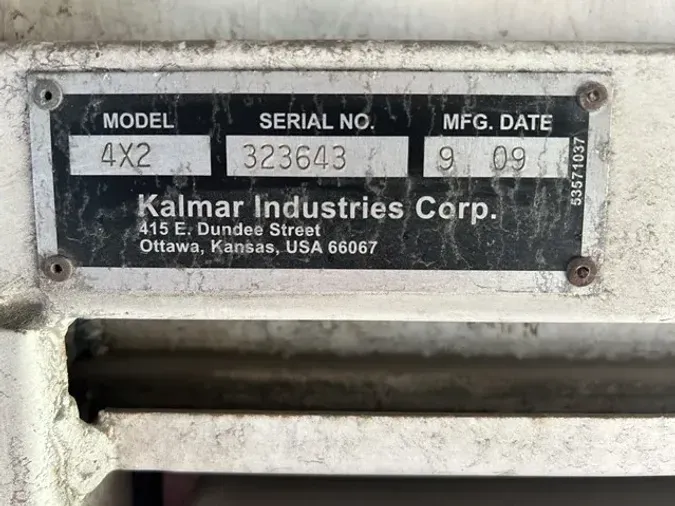 MODEL SERIAL NO. MFG. DATE
4X2 323643 9 09
Kalmar Industries Corp.
415 E. Dundee Street
Ottawa, Kansas, USA 66067
53571037